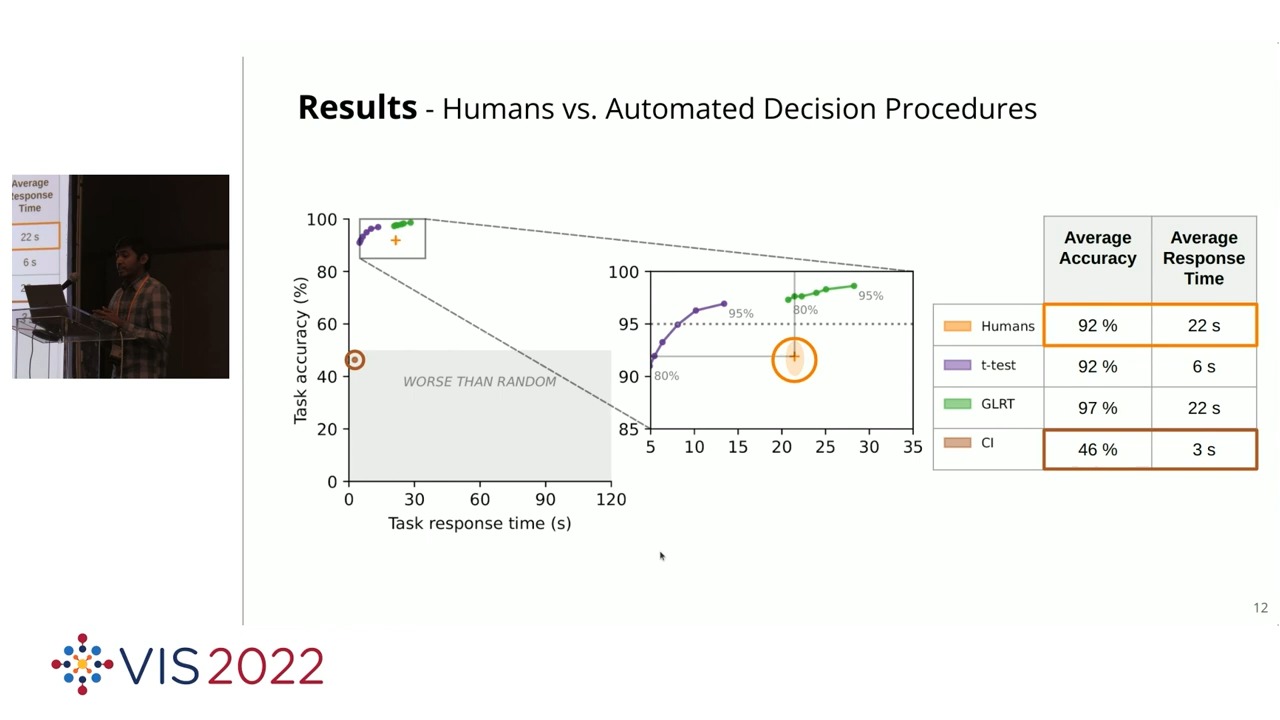 Results - Humans vs. Automated Decision Procedures
Average
Response
Time
22 s
6 s
Task accuracy (%)
100
80
60
40
20
0
0 30 60 90 120
Task response time (s)
WORSE THAN RANDOM
100
95
90
85
5 10 15 20 25 30 35
95%
80%
95%
80%
Average Accuracy
Average Response Time
Humans 92 % 22 s
t-test 92 % 6 s
GLRT 97 % 22 s
CI 46 % 3 s
12
VIS2022